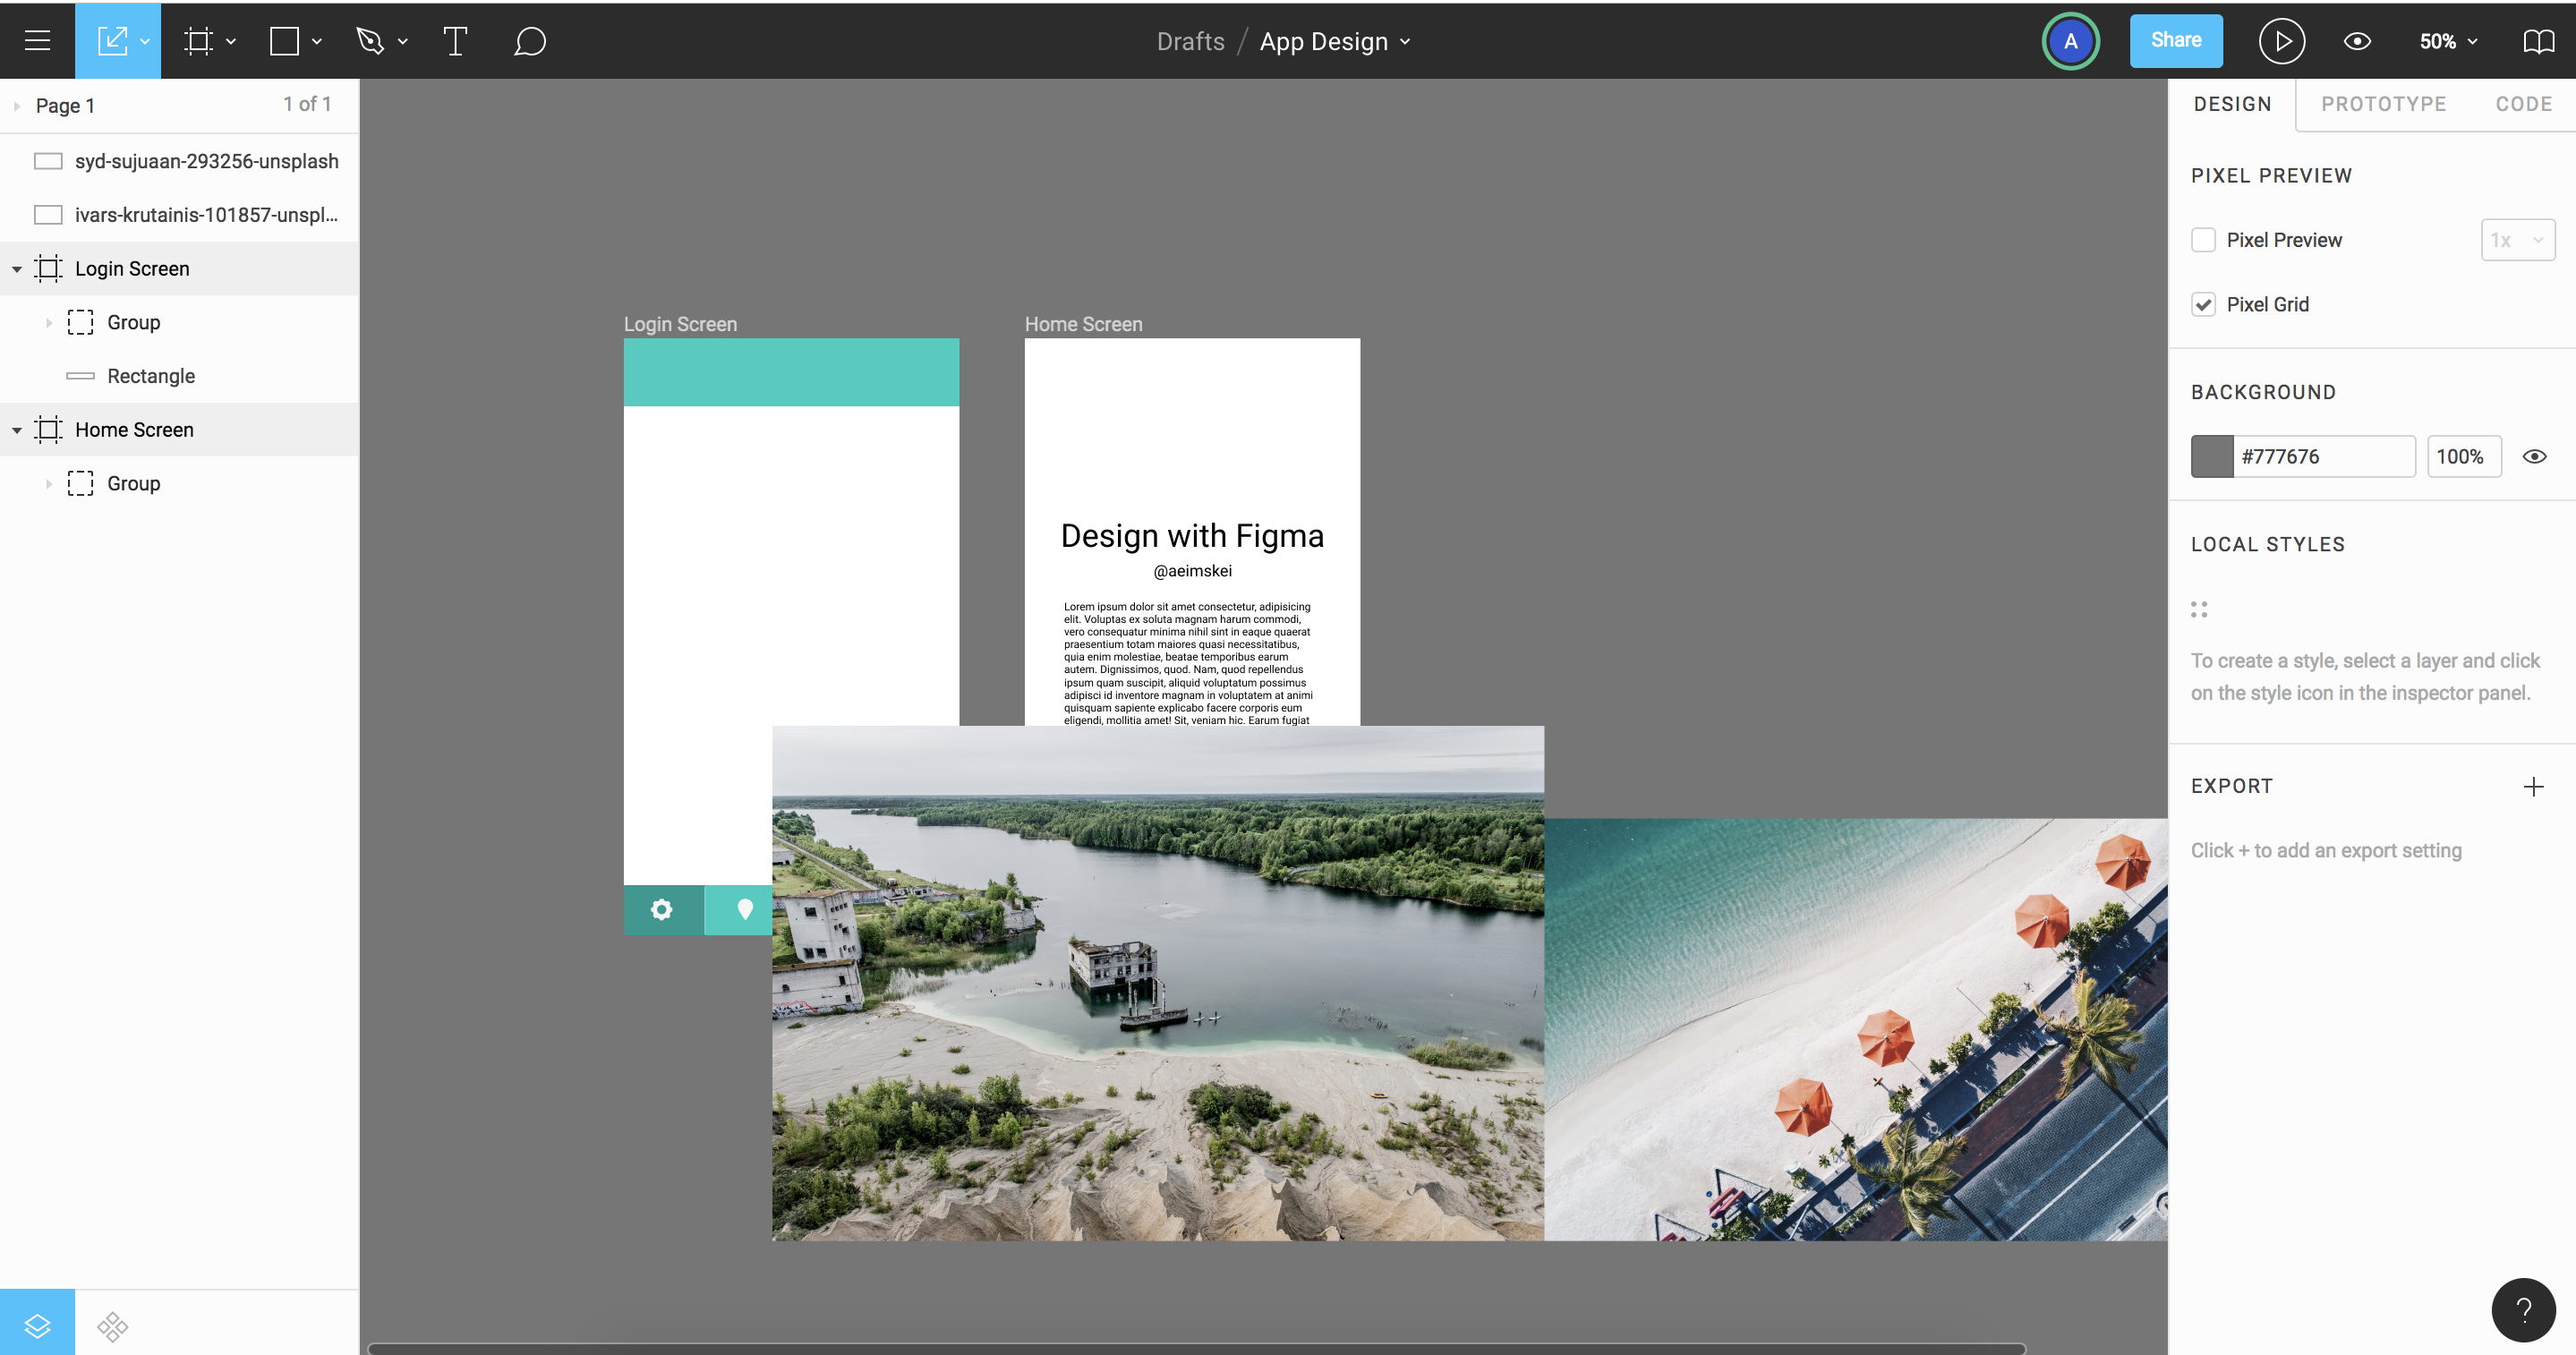 Drafts / App Design
A
Share
50%
Page 1
1 of 1
syd-sujuaan-293256-unsplash
ivars-krutainis-101857-unspl...
Login Screen
Group
Rectangle
Home Screen
Group
Login Screen
Home Screen
Design with Figma
@aeimskei
Lorem ipsum dolor sit amet consectetur, adipisicing
elit. Voluptas ex soluta magnam harum commodi,
vero consequatur minima nihil sint in eaque quaerat
praesentium totam maiores quasi necessitatibus,
quia enim molestiae, beatae temporibus earum
autem. Dignissimos, quod. Nam, quod repellendus
ipsum quam suscipit, aliquid voluptatum possimus
adipisci id inventore magnam in voluptatem at animi
quisquam sapiente explicabo facere corporis eum
eligendi, mollitia amet! Sit, veniam hic. Earum fugiat
DESIGN
PROTOTYPE
CODE
PIXEL PREVIEW
Pixel Preview
1x
Pixel Grid
BACKGROUND
#777676
100%
LOCAL STYLES
To create a style, select a layer and click
on the style icon in the inspector panel.
EXPORT
Click + to add an export setting
?